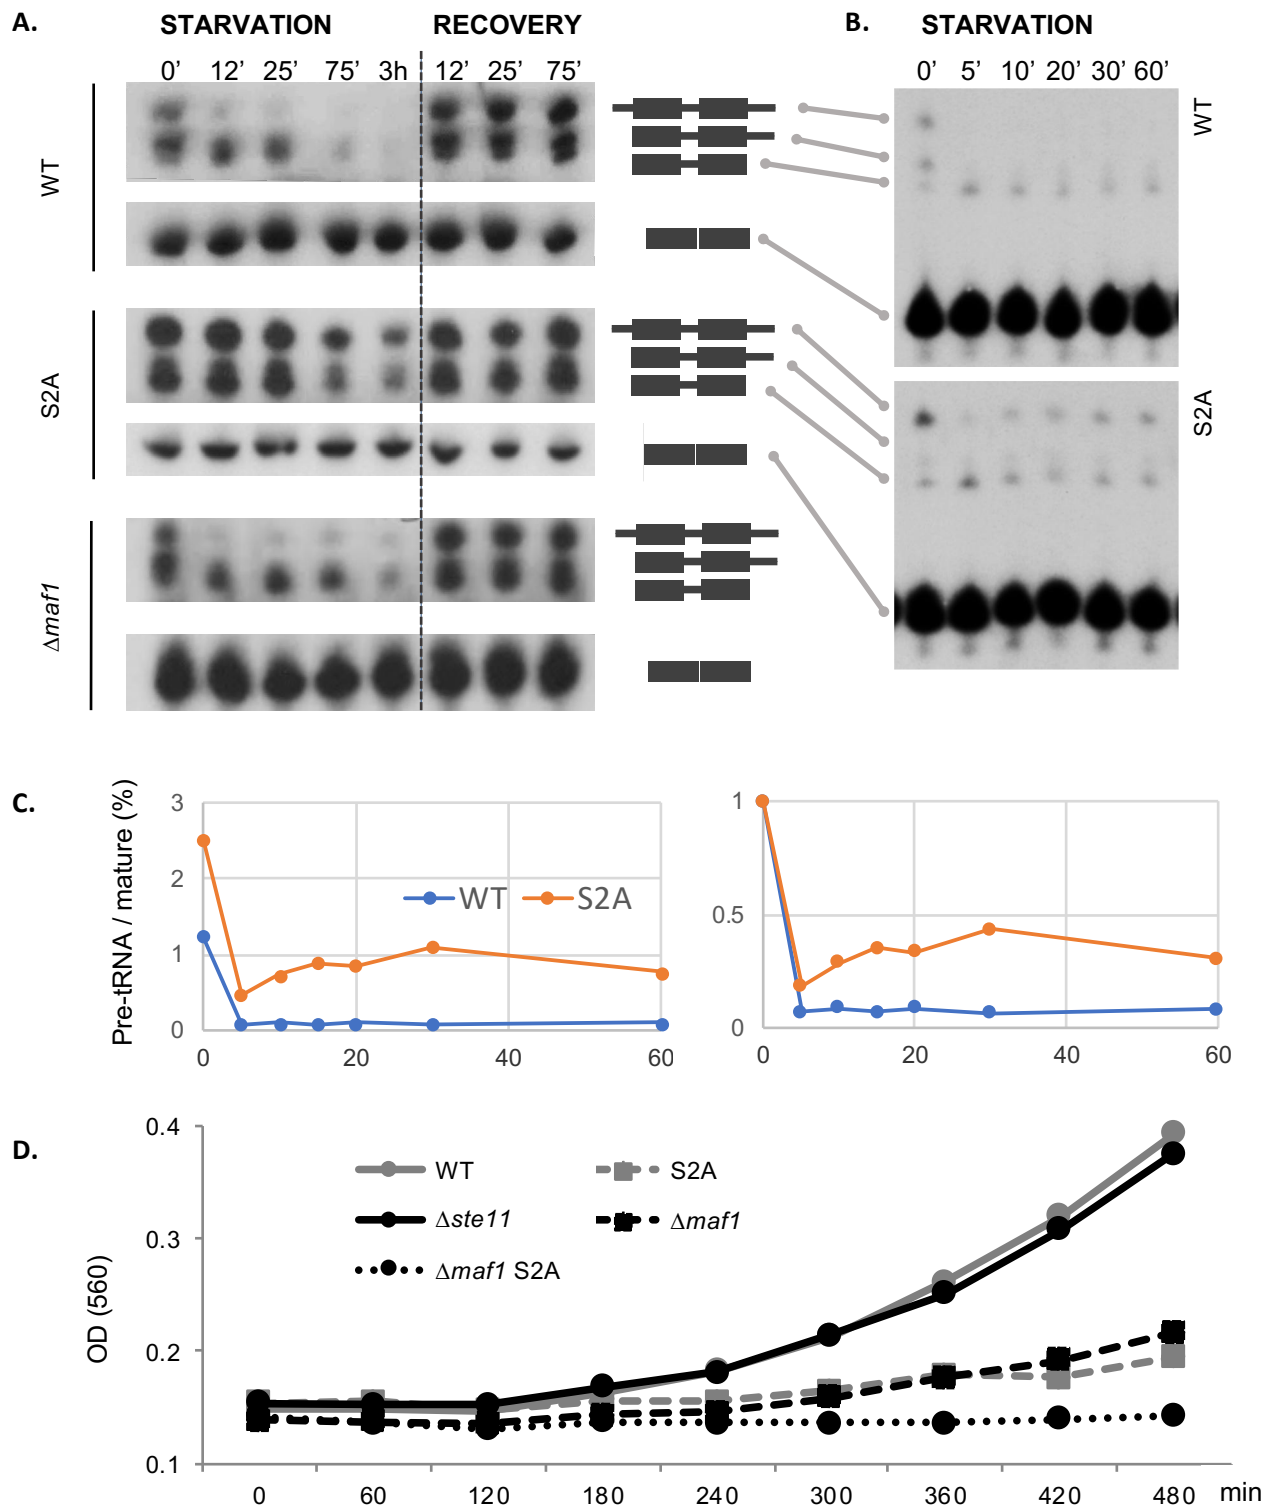 A. STARVATION RECOVERY
0’ 12’ 25’ 75’ 3h 12’ 25’ 75’
WT
S2A
Δmaf1
B. STARVATION
0’ 5’ 10’ 20’ 30’ 60’
WT
S2A
C.
Pre-tRNA / mature (%)
3
2
1
0
0 20 40 60
WT S2A
1
0.5
0
0 20 40 60
D.
OD (560)
0.4
0.3
0.2
0.1
WT S2A
Δste11 Δmaf1
Δmaf1 S2A
0 60 120 180 240 300 360 420 480 min